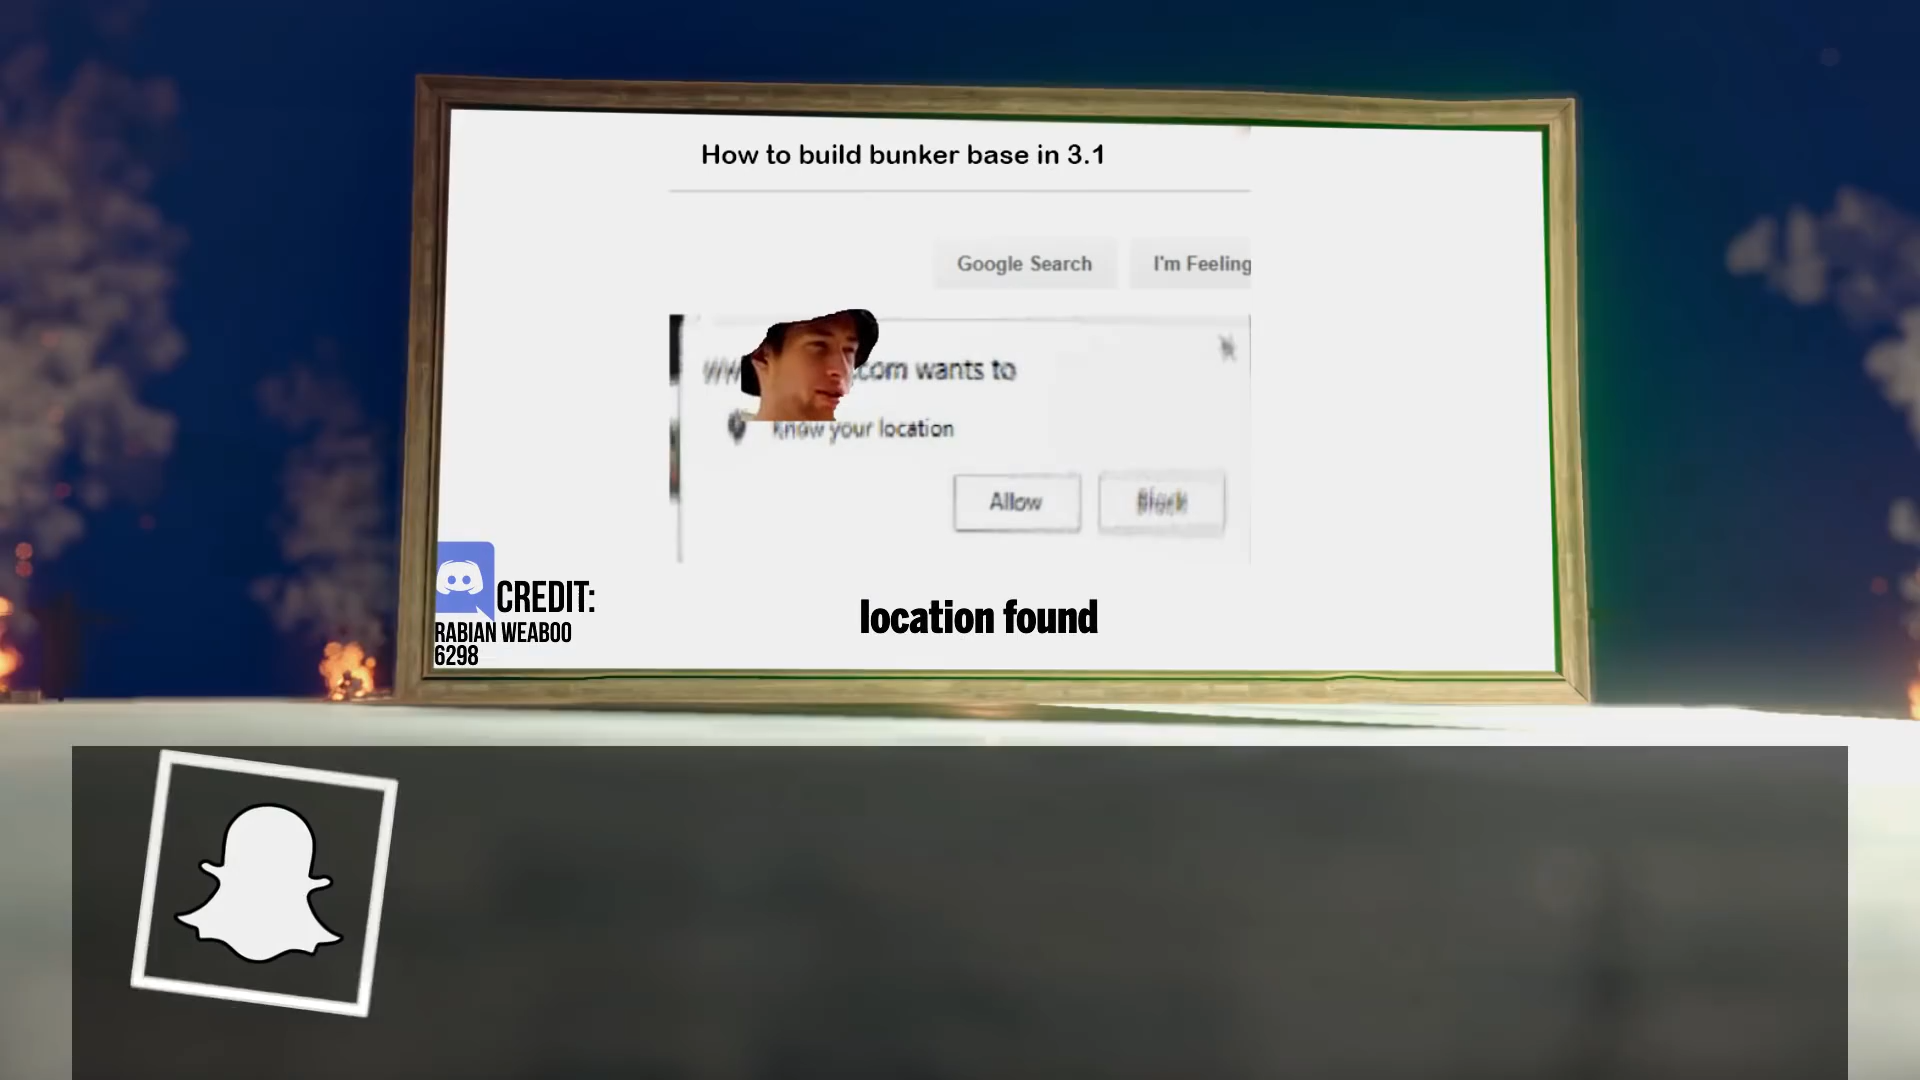 How to build bunker base in 3.1
Google Search
I'm Feeling
.com wants to
Know your location
Allow
Block
CREDIT:
RABIAN WEABOO
6298
location found